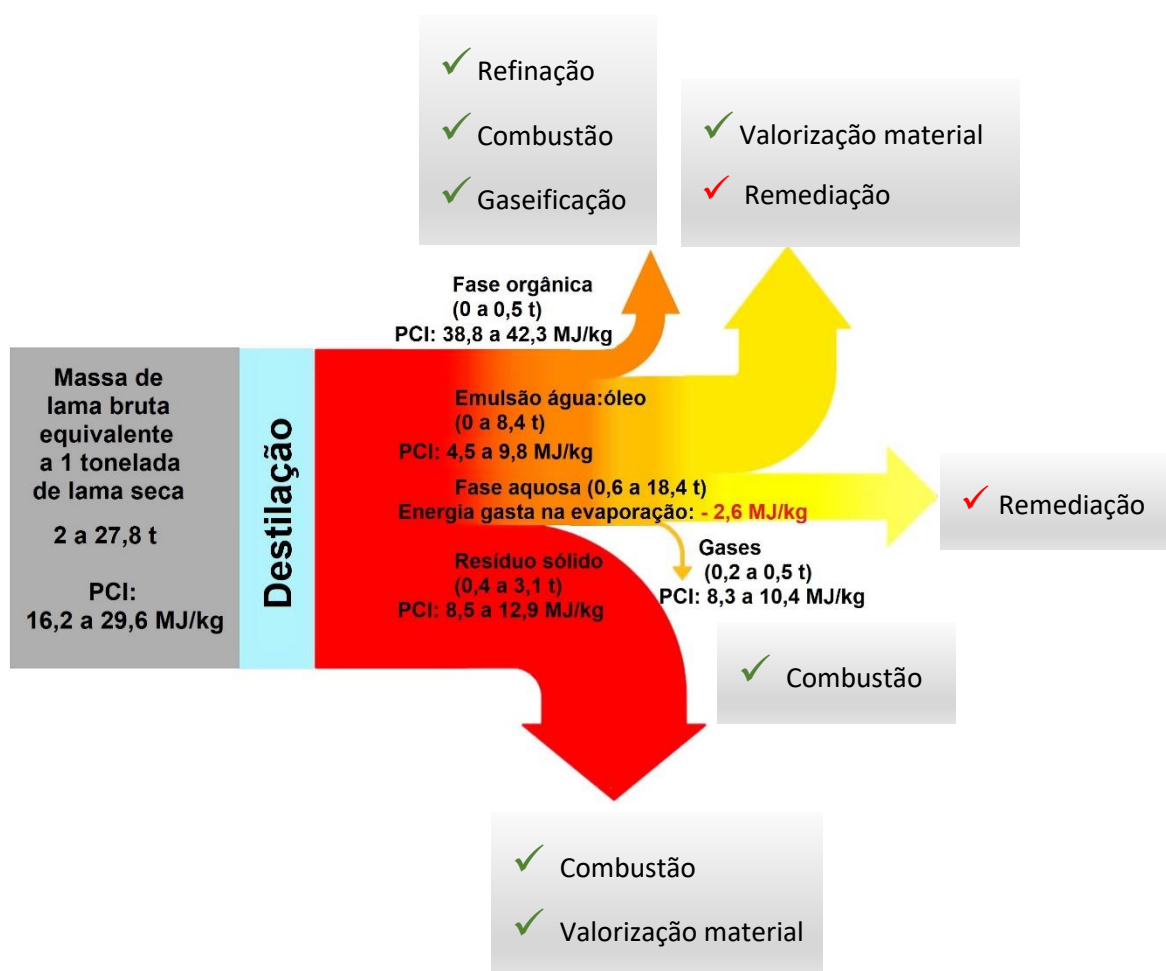 Refinação
Combustão
Gaseificação
Valorização material
Remediação
Fase orgânica
(0 a 0,5 t)
PCI: 38,8 a 42,3 MJ/kg
Massa de
lama bruta
equivalente
a 1 tonelada
de lama seca
2 a 27,8 t
PCI:
16,2 a 29,6 MJ/kg
Destilação
Emulsão água:óleo
(0 a 8,4 t)
PCI: 4,5 a 9,8 MJ/kg
Fase aquosa (0,6 a 18,4 t)
Energia gasta na evaporação: - 2,6 MJ/kg
Remediação
Resíduo sólido
(0,4 a 3,1 t)
PCI: 8,5 a 12,9 MJ/kg
Gases
(0,2 a 0,5 t)
PCI: 8,3 a 10,4 MJ/kg
Combustão
Combustão
Valorização material